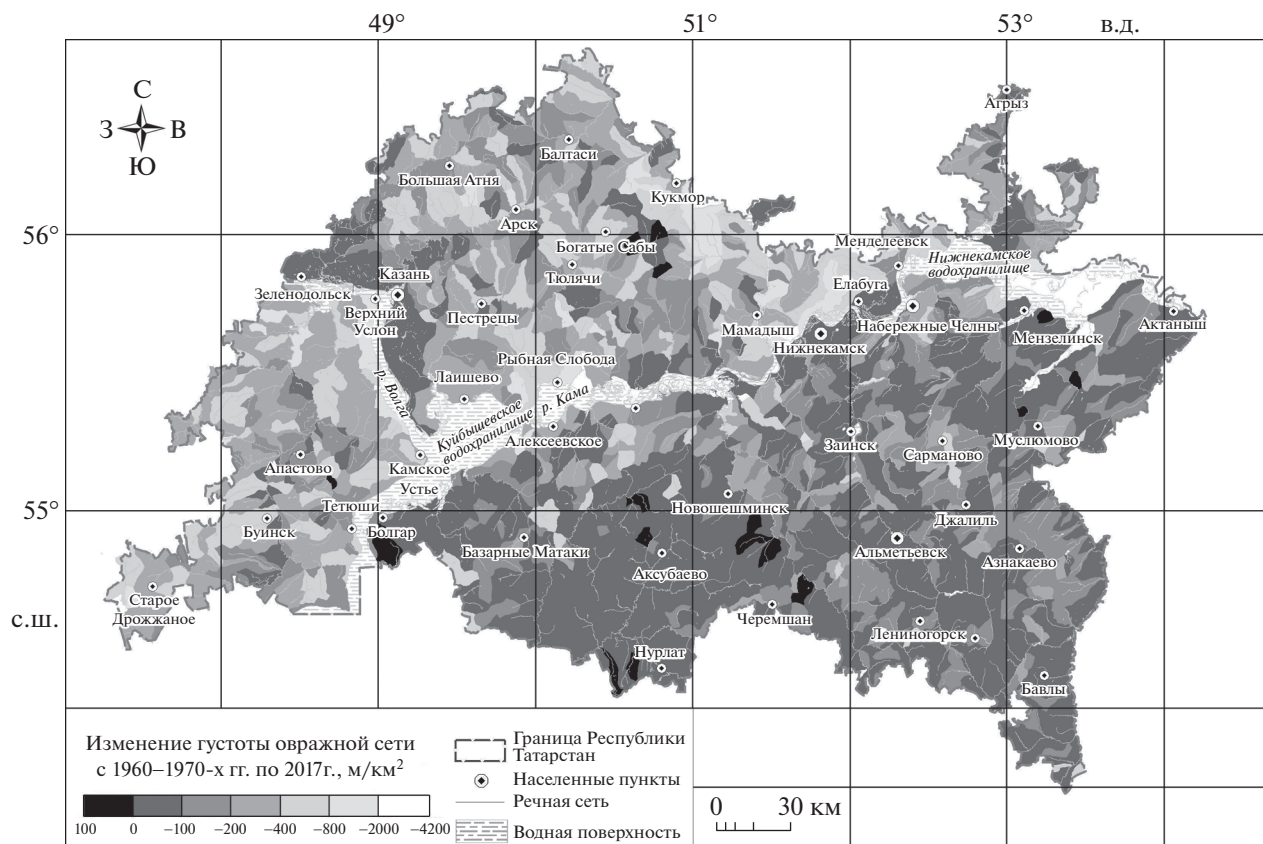 49°
51°
53°
в.д.
С
З
В
Ю
Агрыз
Балтаси
Большая Атня
Кукмор
Арск
56°
Богатые Сабы
Менделеевск
Нижнекамское
водохранилище
Тюлячи
Казань
Елабуга
Зеленодольск
Верхний
Услон
Пестрецы
Мамадыш
Набережные Челны
Актаныш
Мензелинск
Нижнекамск
Рыбная Слобода
Лаишево
р. Волга
Куйбышевское
водохранилище
р. Кама
Алексеевское
Заинск
Муслюмово
Сарманово
Апастово
Камское
Устье
55°
Тетюши
Новошешминск
Джалиль
Буинск
Болгар
Базарные Матаки
Альметьевск
Азнакаево
Аксубаево
Старое
Дрожжаное
с.ш.
Черемшан
Лениногорск
Нурлат
Бавлы
Изменение густоты овражной сети
с 1960–1970-х гг. по 2017г., м/км²
100 0 −100 −200 −400 −800 −2000 −4200
Граница Республики
Татарстан
Населенные пункты
Речная сеть
Водная поверхность
0 30 км